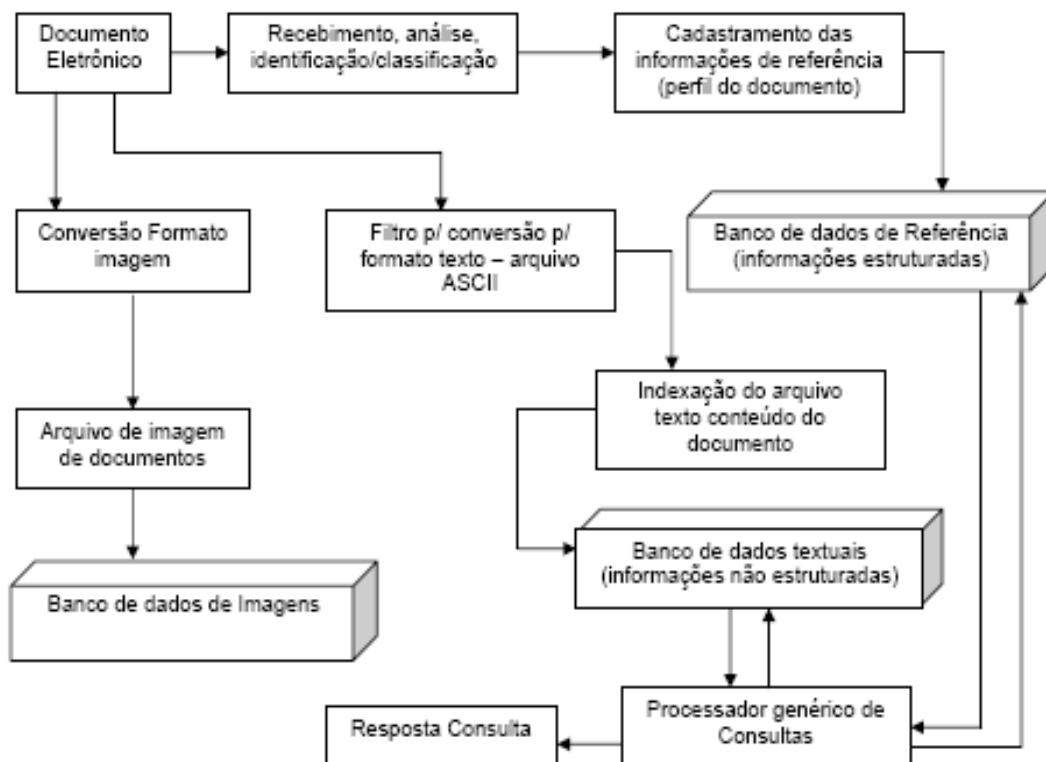 Documento
Eletrônico
Recebimento, análise,
identificação/classificação
Cadastramento das
informações de referência
(perfil do documento)
Conversão Formato
imagem
Filtro p/ conversão p/
formato texto – arquivo
ASCII
Banco de dados de Referência
(informações estruturadas)
Indexação do arquivo
texto conteúdo do
documento
Arquivo de imagem
de documentos
Banco de dados textuais
(informações não estruturadas)
Banco de dados de Imagens
Resposta Consulta
Processador genérico de
Consultas